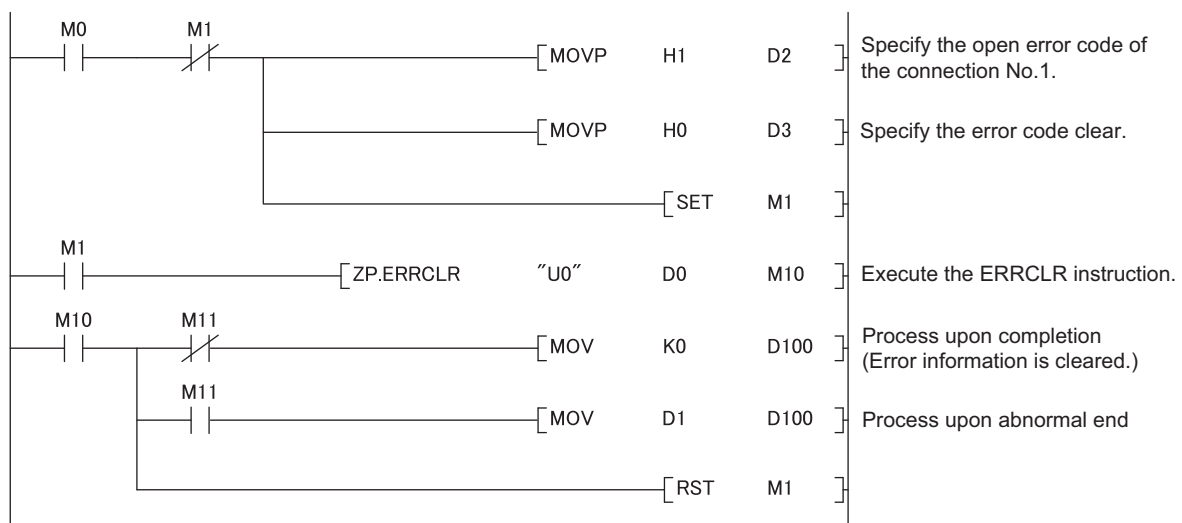 M0 M1
MOVP H1 D2 Specify the open error code of
the connection No.1.
MOVP H0 D3 Specify the error code clear.
SET M1
M1
ZP.ERRCLR "U0" D0 M10 Execute the ERRCLR instruction.
M10 M11
MOV K0 D100 Process upon completion
(Error information is cleared.)
M11
MOV D1 D100 Process upon abnormal end
RST M1